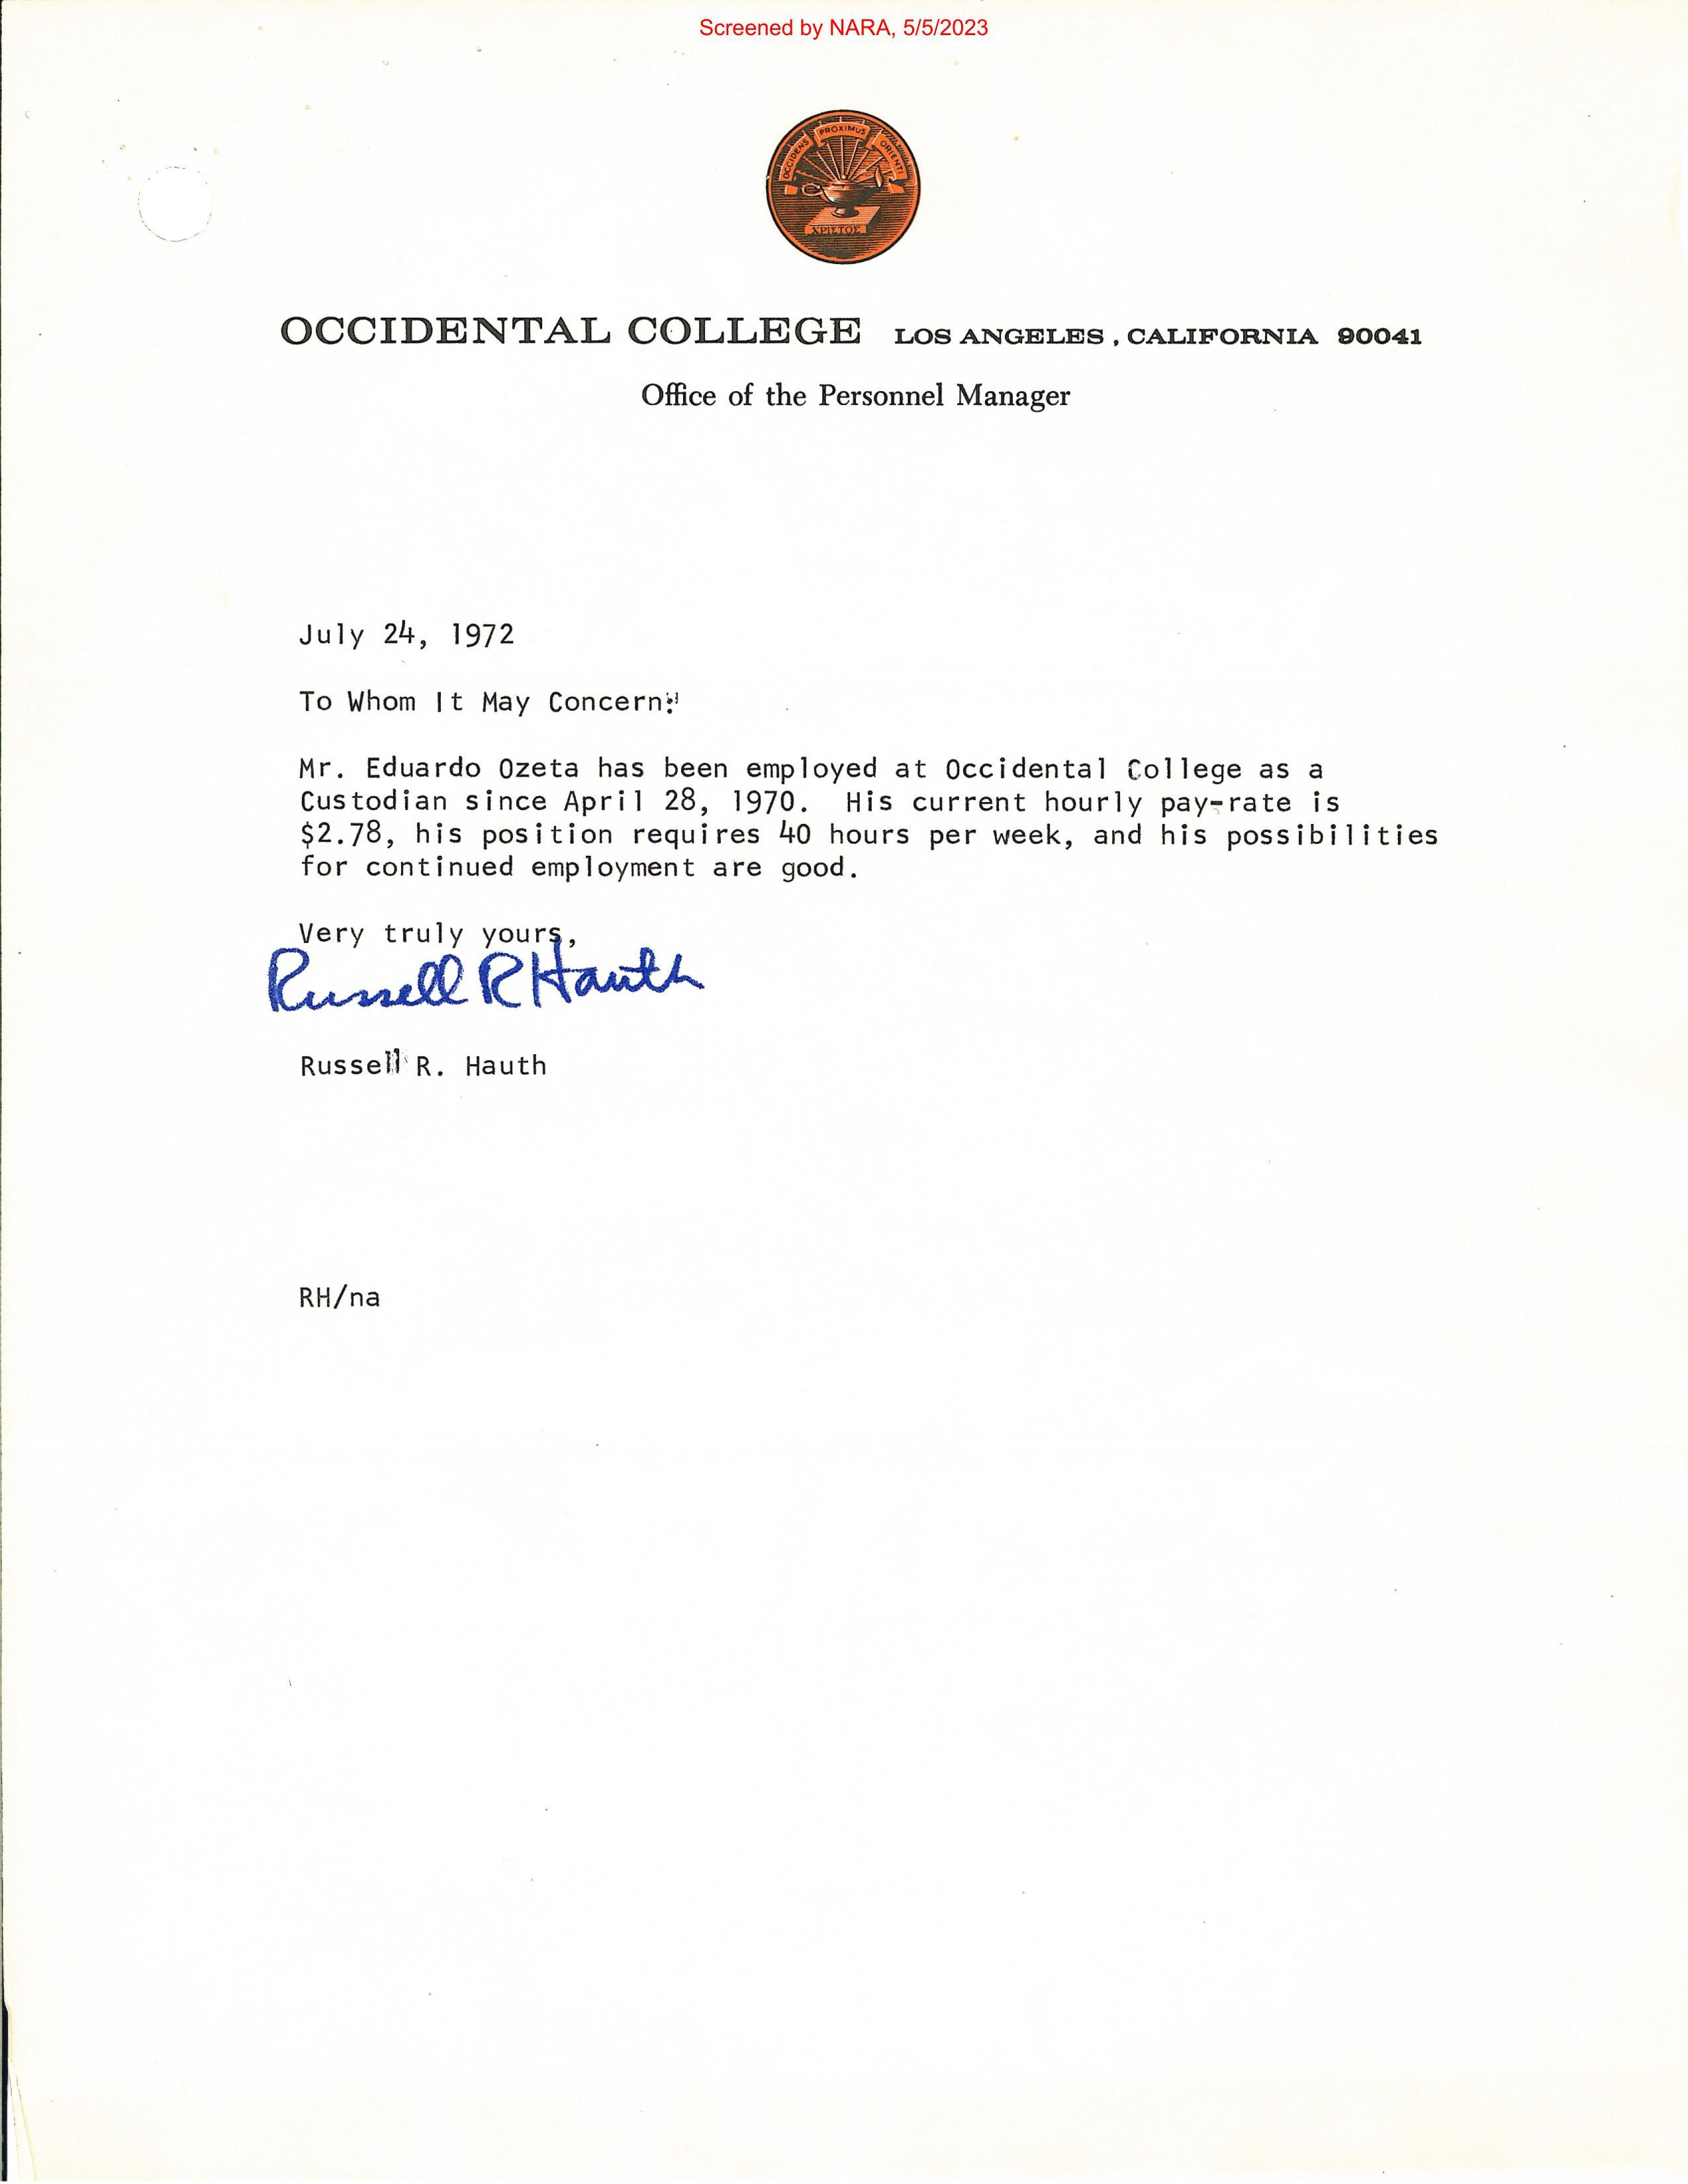 Screened by NARA, 5/5/2023
OCCIDENS PROXIMUS ORIENTI
ΧΡΙΣΤΟΣ
OCCIDENTAL COLLEGE LOS ANGELES, CALIFORNIA 90041
Office of the Personnel Manager
July 24, 1972
To Whom It May Concern:
Mr. Eduardo Ozeta has been employed at Occidental College as a
Custodian since April 28, 1970. His current hourly pay-rate is
$2.78, his position requires 40 hours per week, and his possibilities
for continued employment are good.
Very truly yours,
Russell R Hauth
Russell R. Hauth
RH/na